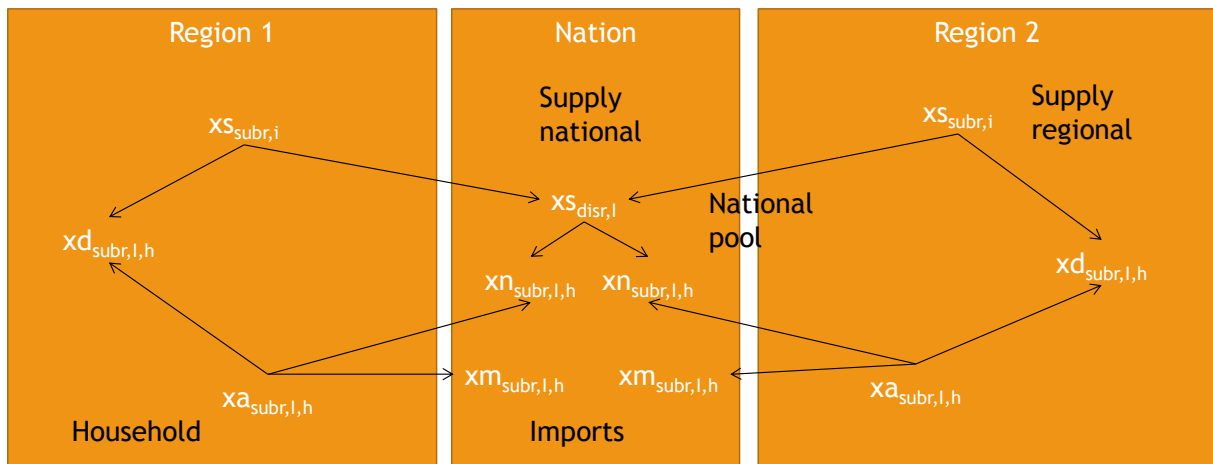 Region 1
Nation
Region 2
Supply
national
Supply
regional
xs_subr,i
xs_subr,i
xs_disr,I
National
pool
xd_subr,I,h
xd_subr,I,h
xn_subr,I,h
xn_subr,I,h
xm_subr,I,h
xm_subr,I,h
xa_subr,I,h
xa_subr,I,h
Household
Imports